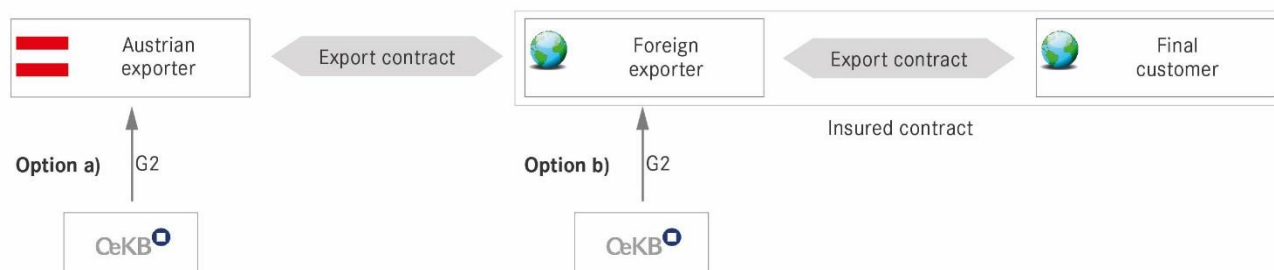 Austrian
exporter
Export contract
Foreign
exporter
Export contract
Final
customer
Insured contract
Option a)
G2
Option b)
G2
OeKB
OeKB